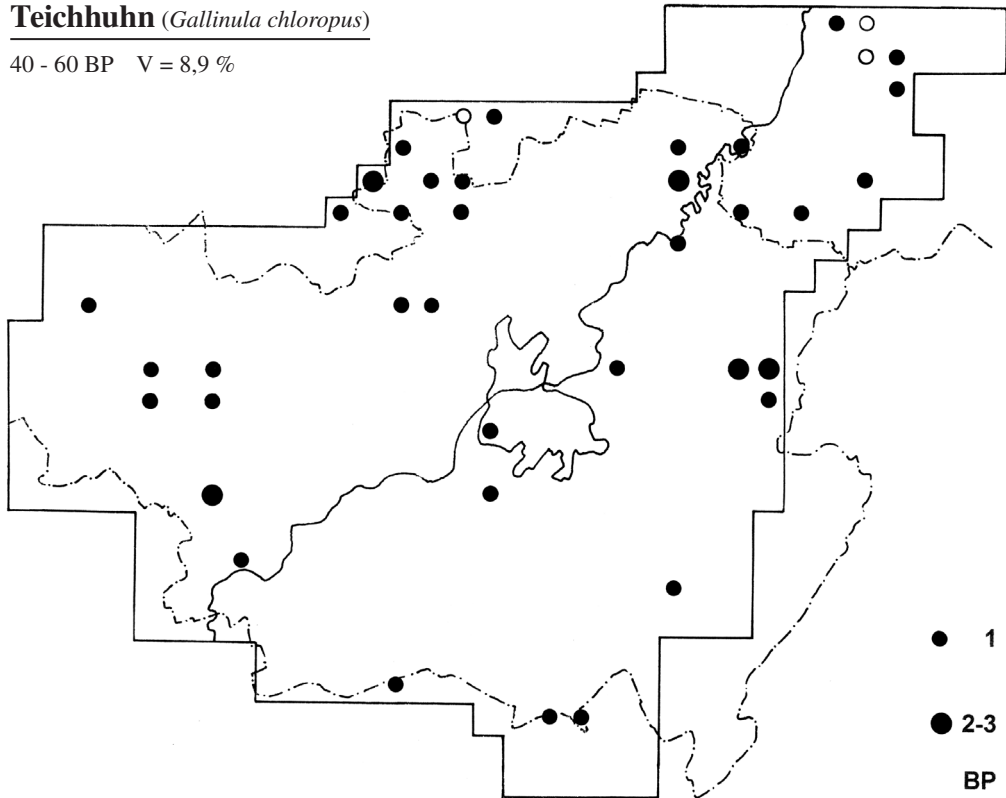 Teichhuhn (Gallinula chloropus)
40 - 60 BP V = 8,9 %
1
2-3
BP